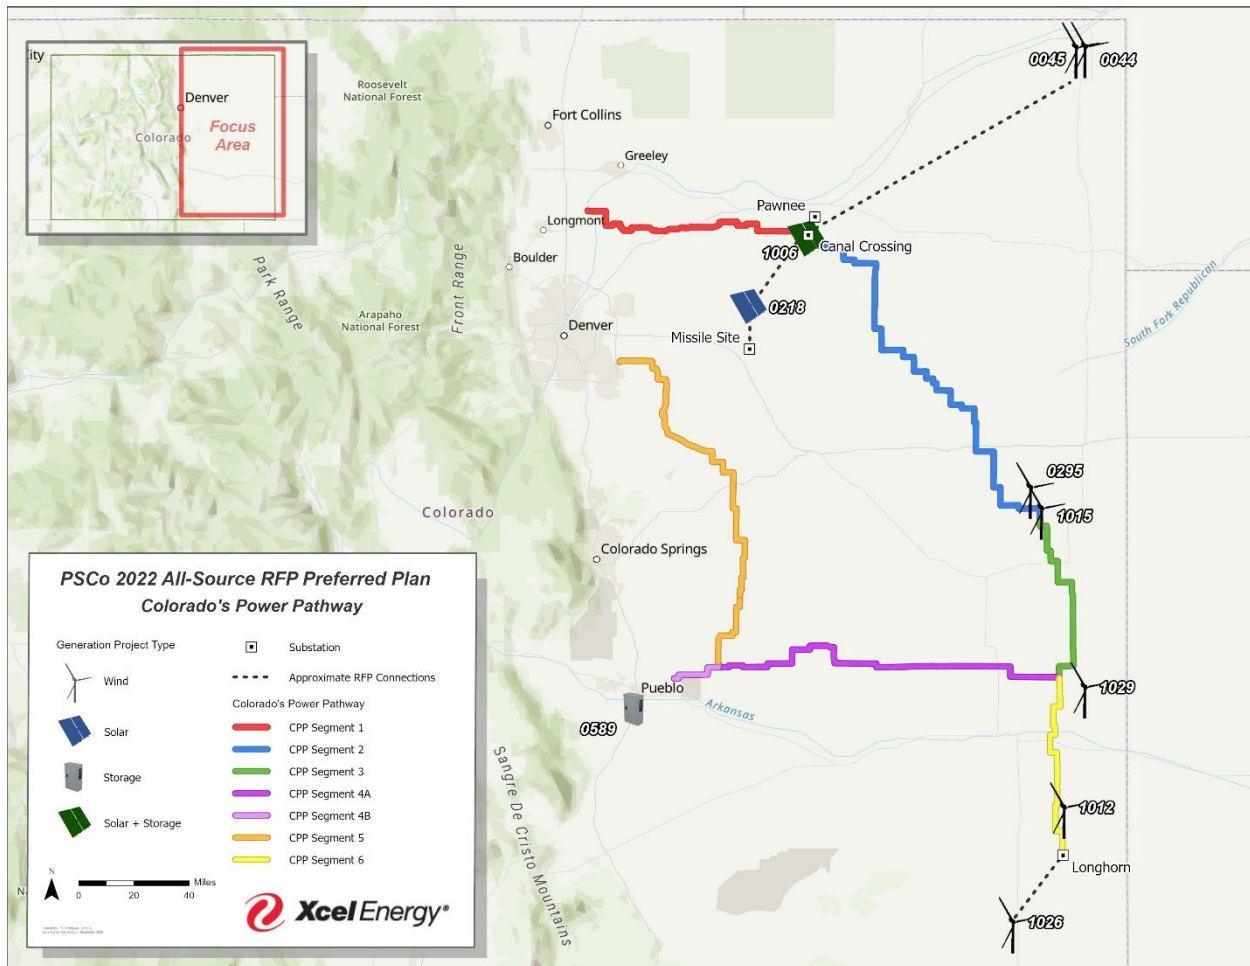 City
Denver
Colorado
Focus
Area
Roosevelt
National Forest
Fort Collins
Greeley
Longmont
Boulder
Park Range
Front Range
Arapaho
National Forest
Denver
Pawnee
Canal Crossing
1006
0218
Missile Site
0045
0044
South Fork Republican
0295
1015
Colorado
Colorado Springs
Pueblo
0589
Arkansas
1029
1012
Longhorn
1026
Sangre De Cristo Mountains
PSCo 2022 All-Source RFP Preferred Plan
Colorado's Power Pathway
Generation Project Type
Wind
Solar
Storage
Solar + Storage
Substation
Approximate RFP Connections
Colorado's Power Pathway
CPP Segment 1
CPP Segment 2
CPP Segment 3
CPP Segment 4A
CPP Segment 4B
CPP Segment 5
CPP Segment 6
N
Miles
0 20 40
Xcel Energy®